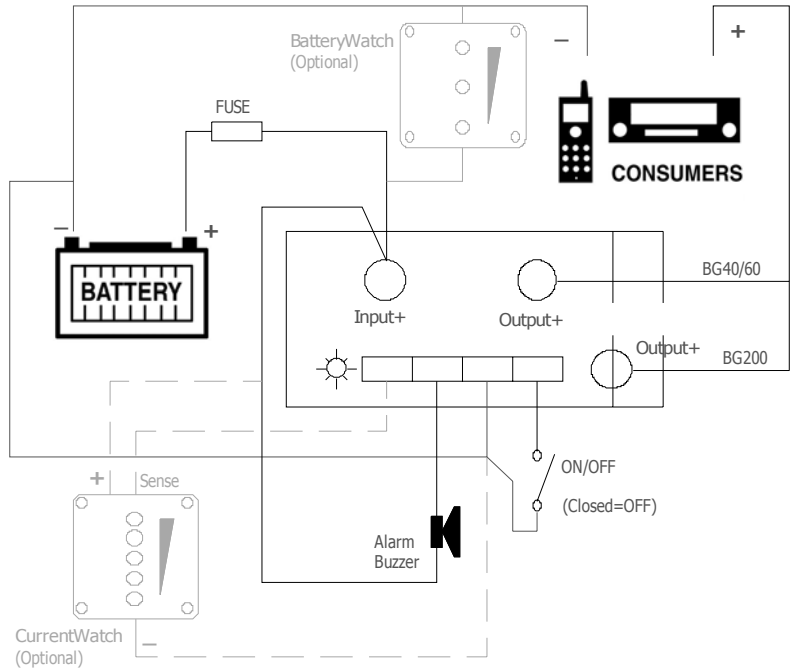 BatteryWatch
(Optional)
−
+
FUSE
CONSUMERS
−
+
BATTERY
Input+
Output+
BG40/60
Output+
BG200
+
Sense
ON/OFF
(Closed=OFF)
Alarm
Buzzer
CurrentWatch
(Optional)
−